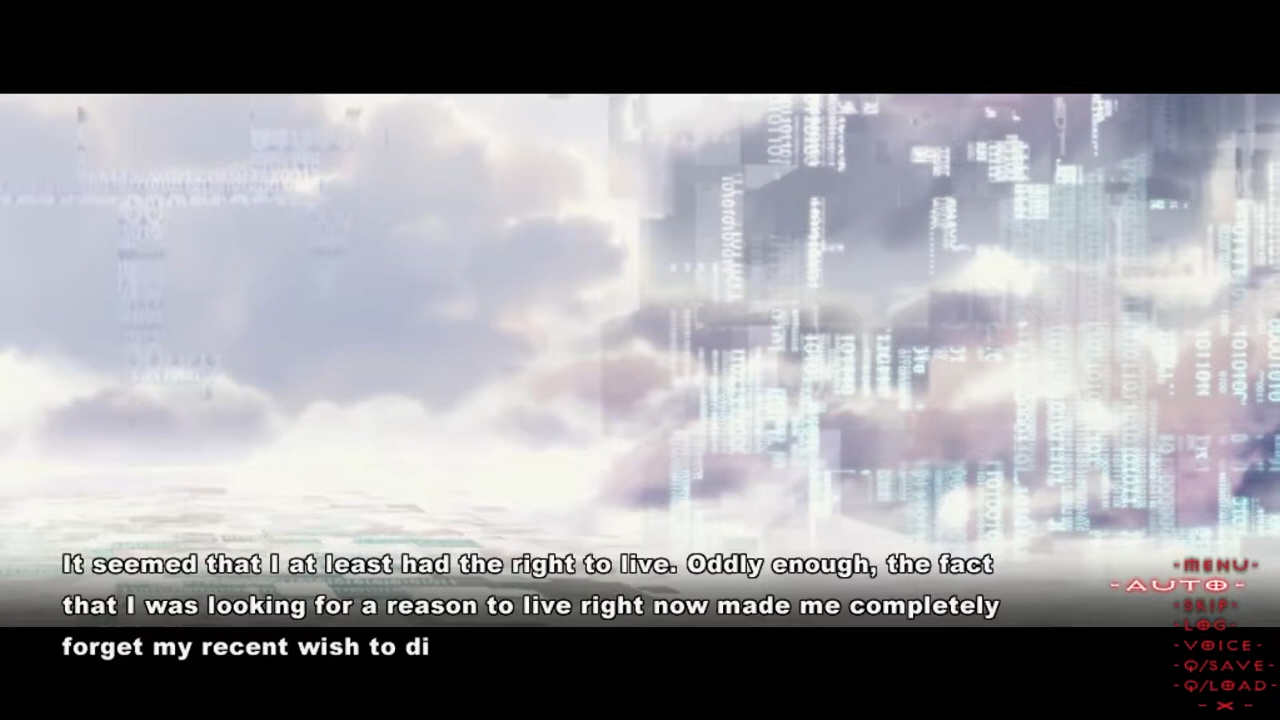 It seemed that I at least had the right to live. Oddly enough, the fact
that I was looking for a reason to live right now made me completely
forget my recent wish to di
-MENU-
-AUTO-
-SKIP-
-LOG-
-VOICE-
-Q/SAVE-
-Q/LOAD-
-X-